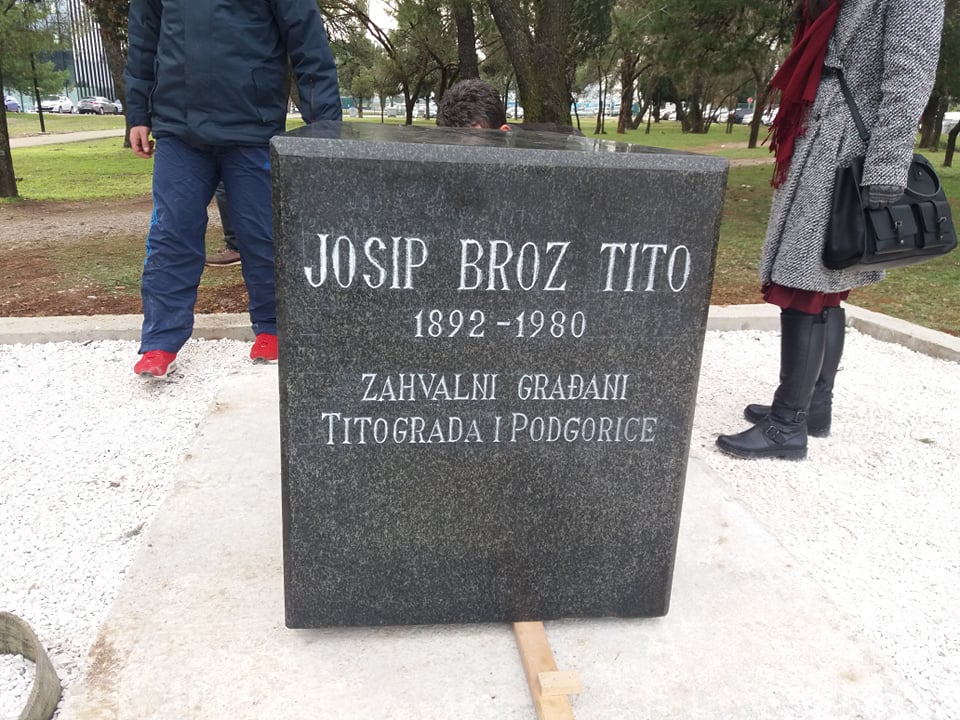 JOSIP BROZ TITO
1892-1980
ZAHVALNI GRAĐANI
TITOGRADA I PODGORICE